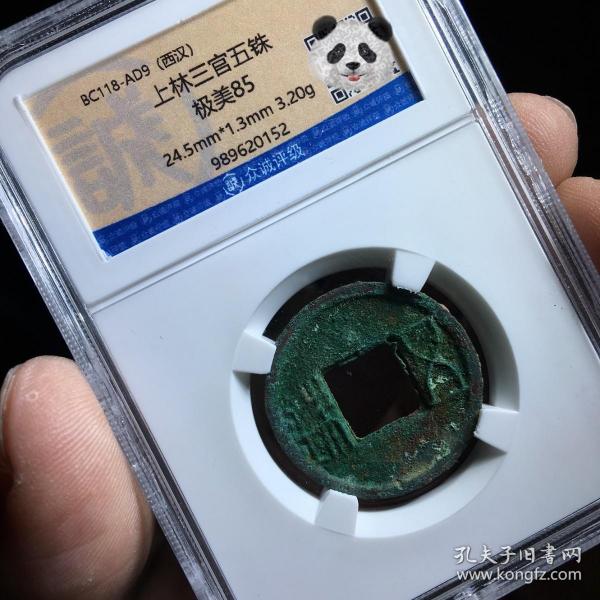 BC118-AD9（西汉）
上林三官五铢
极美85
24.5mm*1.3mm 3.20g
989620152
众诚评级
五
孔夫子旧书网
www.kongfz.com